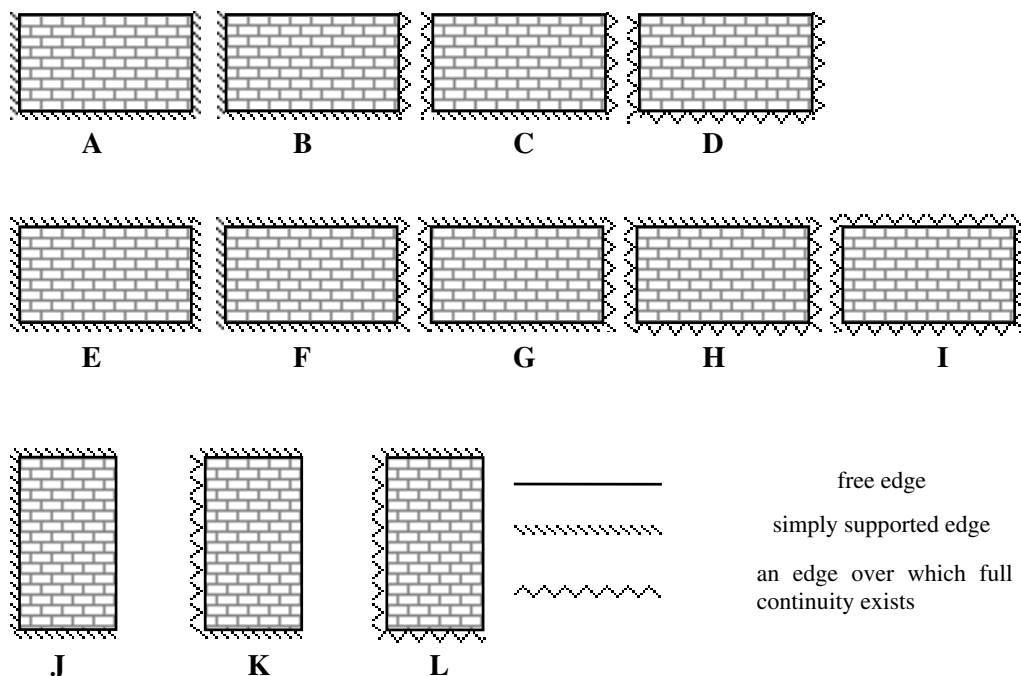 A B C D
E F G H I
J K L
free edge
simply supported edge
an edge over which full
continuity exists